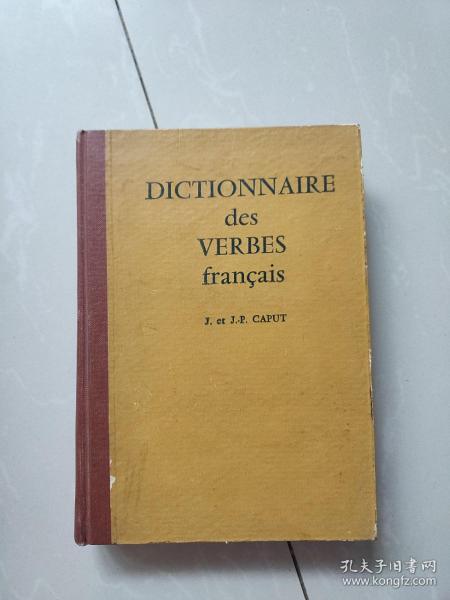 DICTIONNAIRE
des
VERBES
français
J. et J.-P. CAPUT
孔夫子旧书网
www.kongfz.com